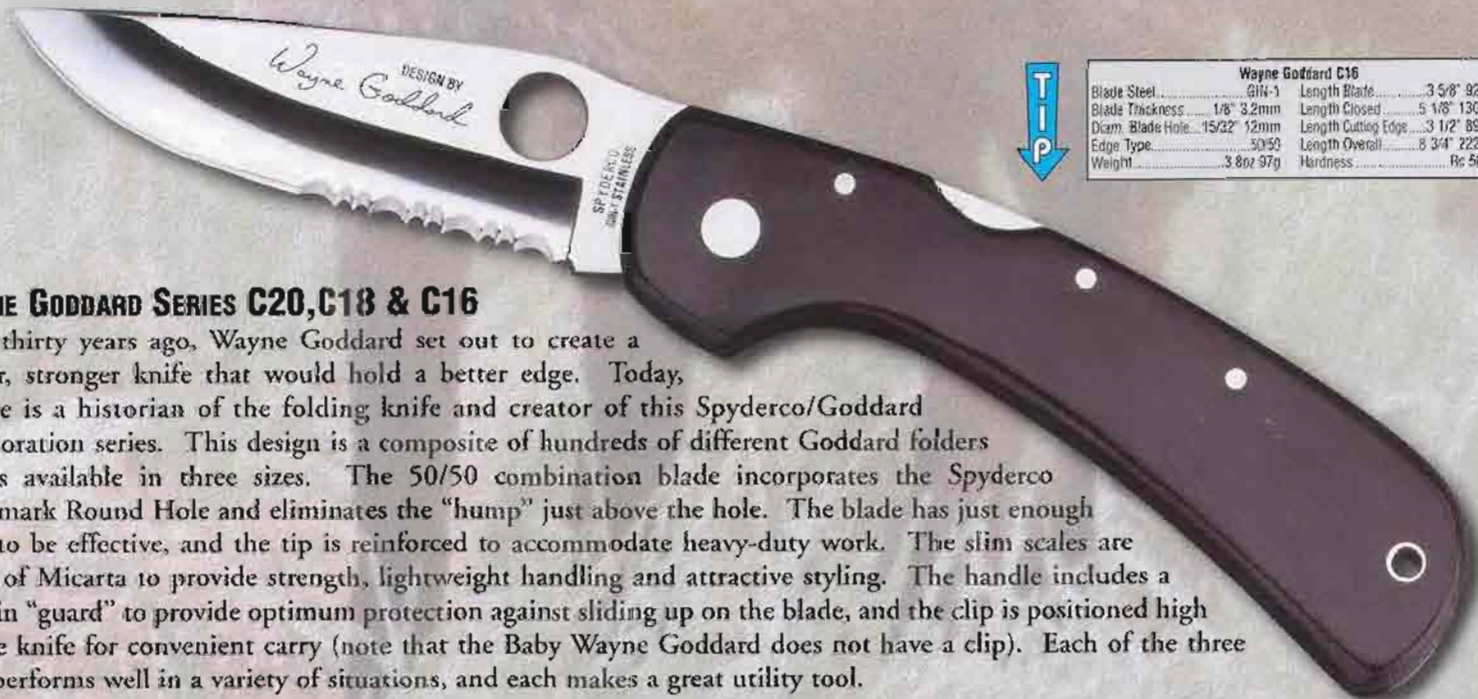 Wayne Goddard
DESIGN BY
SPYDERCO
GIN-1 STAINLESS
TIP
Wayne Goddard C16
Blade Steel..........GIN-1 Length Blade..........3 5/8" 92
Blade Thickness......1/8" 3.2mm Length Closed........5 1/8" 130
Diam. Blade Hole...15/32" 12mm Length Cutting Edge....3 1/2" 89
Edge Type..........50/50 Length Overall........8 3/4" 222
Weight..........3.8oz 97g Hardness..........Rc
GODDARD SERIES C20,C18 & C16
thirty years ago, Wayne Goddard set out to create a
stronger knife that would hold a better edge. Today,
is a historian of the folding knife and creator of this Spyderco/Goddard
oration series. This design is a composite of hundreds of different Goddard folders
available in three sizes. The 50/50 combination blade incorporates the Spyderco
mark Round Hole and eliminates the "hump" just above the hole. The blade has just enough
to be effective, and the tip is reinforced to accommodate heavy-duty work. The slim scales are
of Micarta to provide strength, lightweight handling and attractive styling. The handle includes a
in "guard" to provide optimum protection against sliding up on the blade, and the clip is positioned high
knife for convenient carry (note that the Baby Wayne Goddard does not have a clip). Each of the three
performs well in a variety of situations, and each makes a great utility tool.